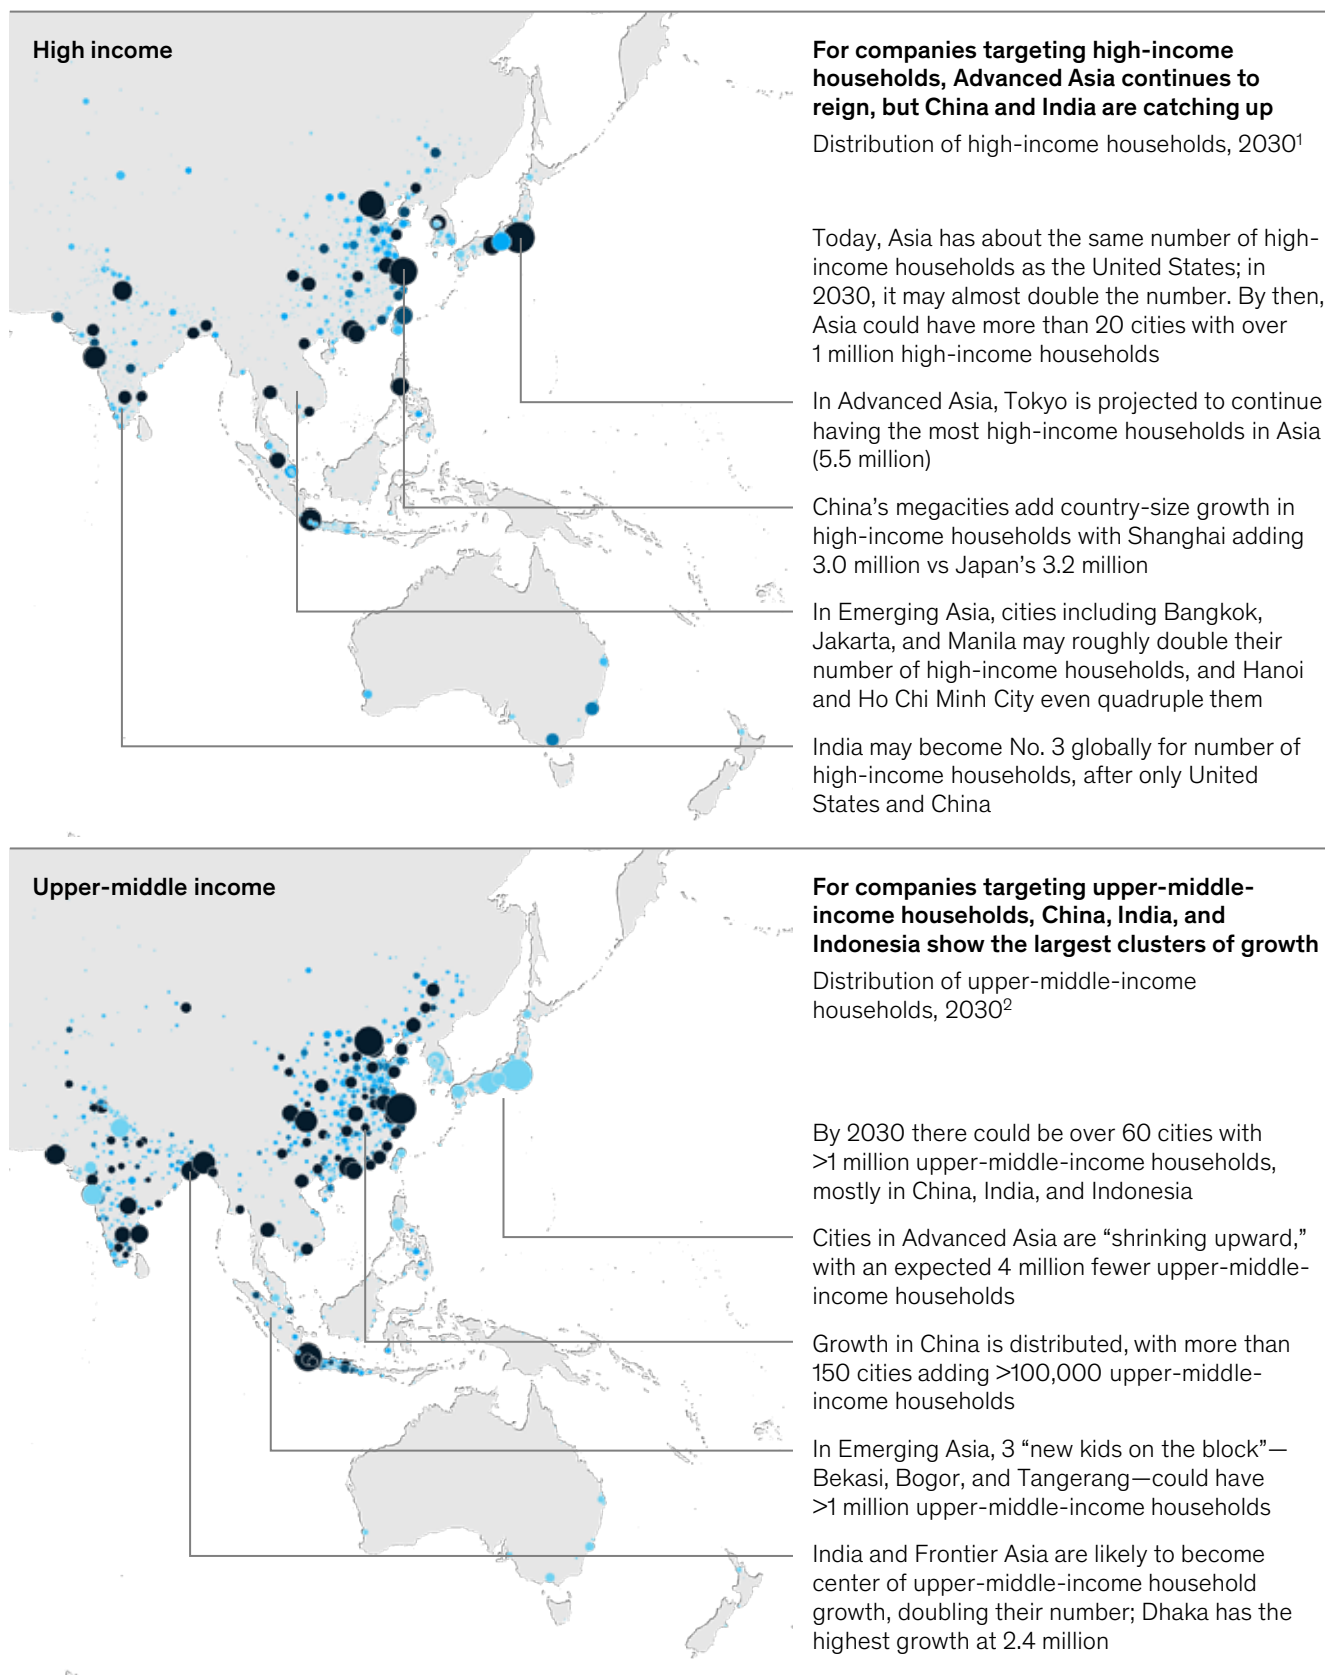 High income
For companies targeting high-income
households, Advanced Asia continues to
reign, but China and India are catching up
Distribution of high-income households, 2030¹
Today, Asia has about the same number of high-
income households as the United States; in
2030, it may almost double the number. By then,
Asia could have more than 20 cities with over
1 million high-income households
In Advanced Asia, Tokyo is projected to continue
having the most high-income households in Asia
(5.5 million)
China’s megacities add country-size growth in
high-income households with Shanghai adding
3.0 million vs Japan’s 3.2 million
In Emerging Asia, cities including Bangkok,
Jakarta, and Manila may roughly double their
number of high-income households, and Hanoi
and Ho Chi Minh City even quadruple them
India may become No. 3 globally for number of
high-income households, after only United
States and China
Upper-middle income
For companies targeting upper-middle-
income households, China, India, and
Indonesia show the largest clusters of growth
Distribution of upper-middle-income
households, 2030²
By 2030 there could be over 60 cities with
>1 million upper-middle-income households,
mostly in China, India, and Indonesia
Cities in Advanced Asia are “shrinking upward,”
with an expected 4 million fewer upper-middle-
income households
Growth in China is distributed, with more than
150 cities adding >100,000 upper-middle-
income households
In Emerging Asia, 3 “new kids on the block”—
Bekasi, Bogor, and Tangerang—could have
>1 million upper-middle-income households
India and Frontier Asia are likely to become
center of upper-middle-income household
growth, doubling their number; Dhaka has the
highest growth at 2.4 million